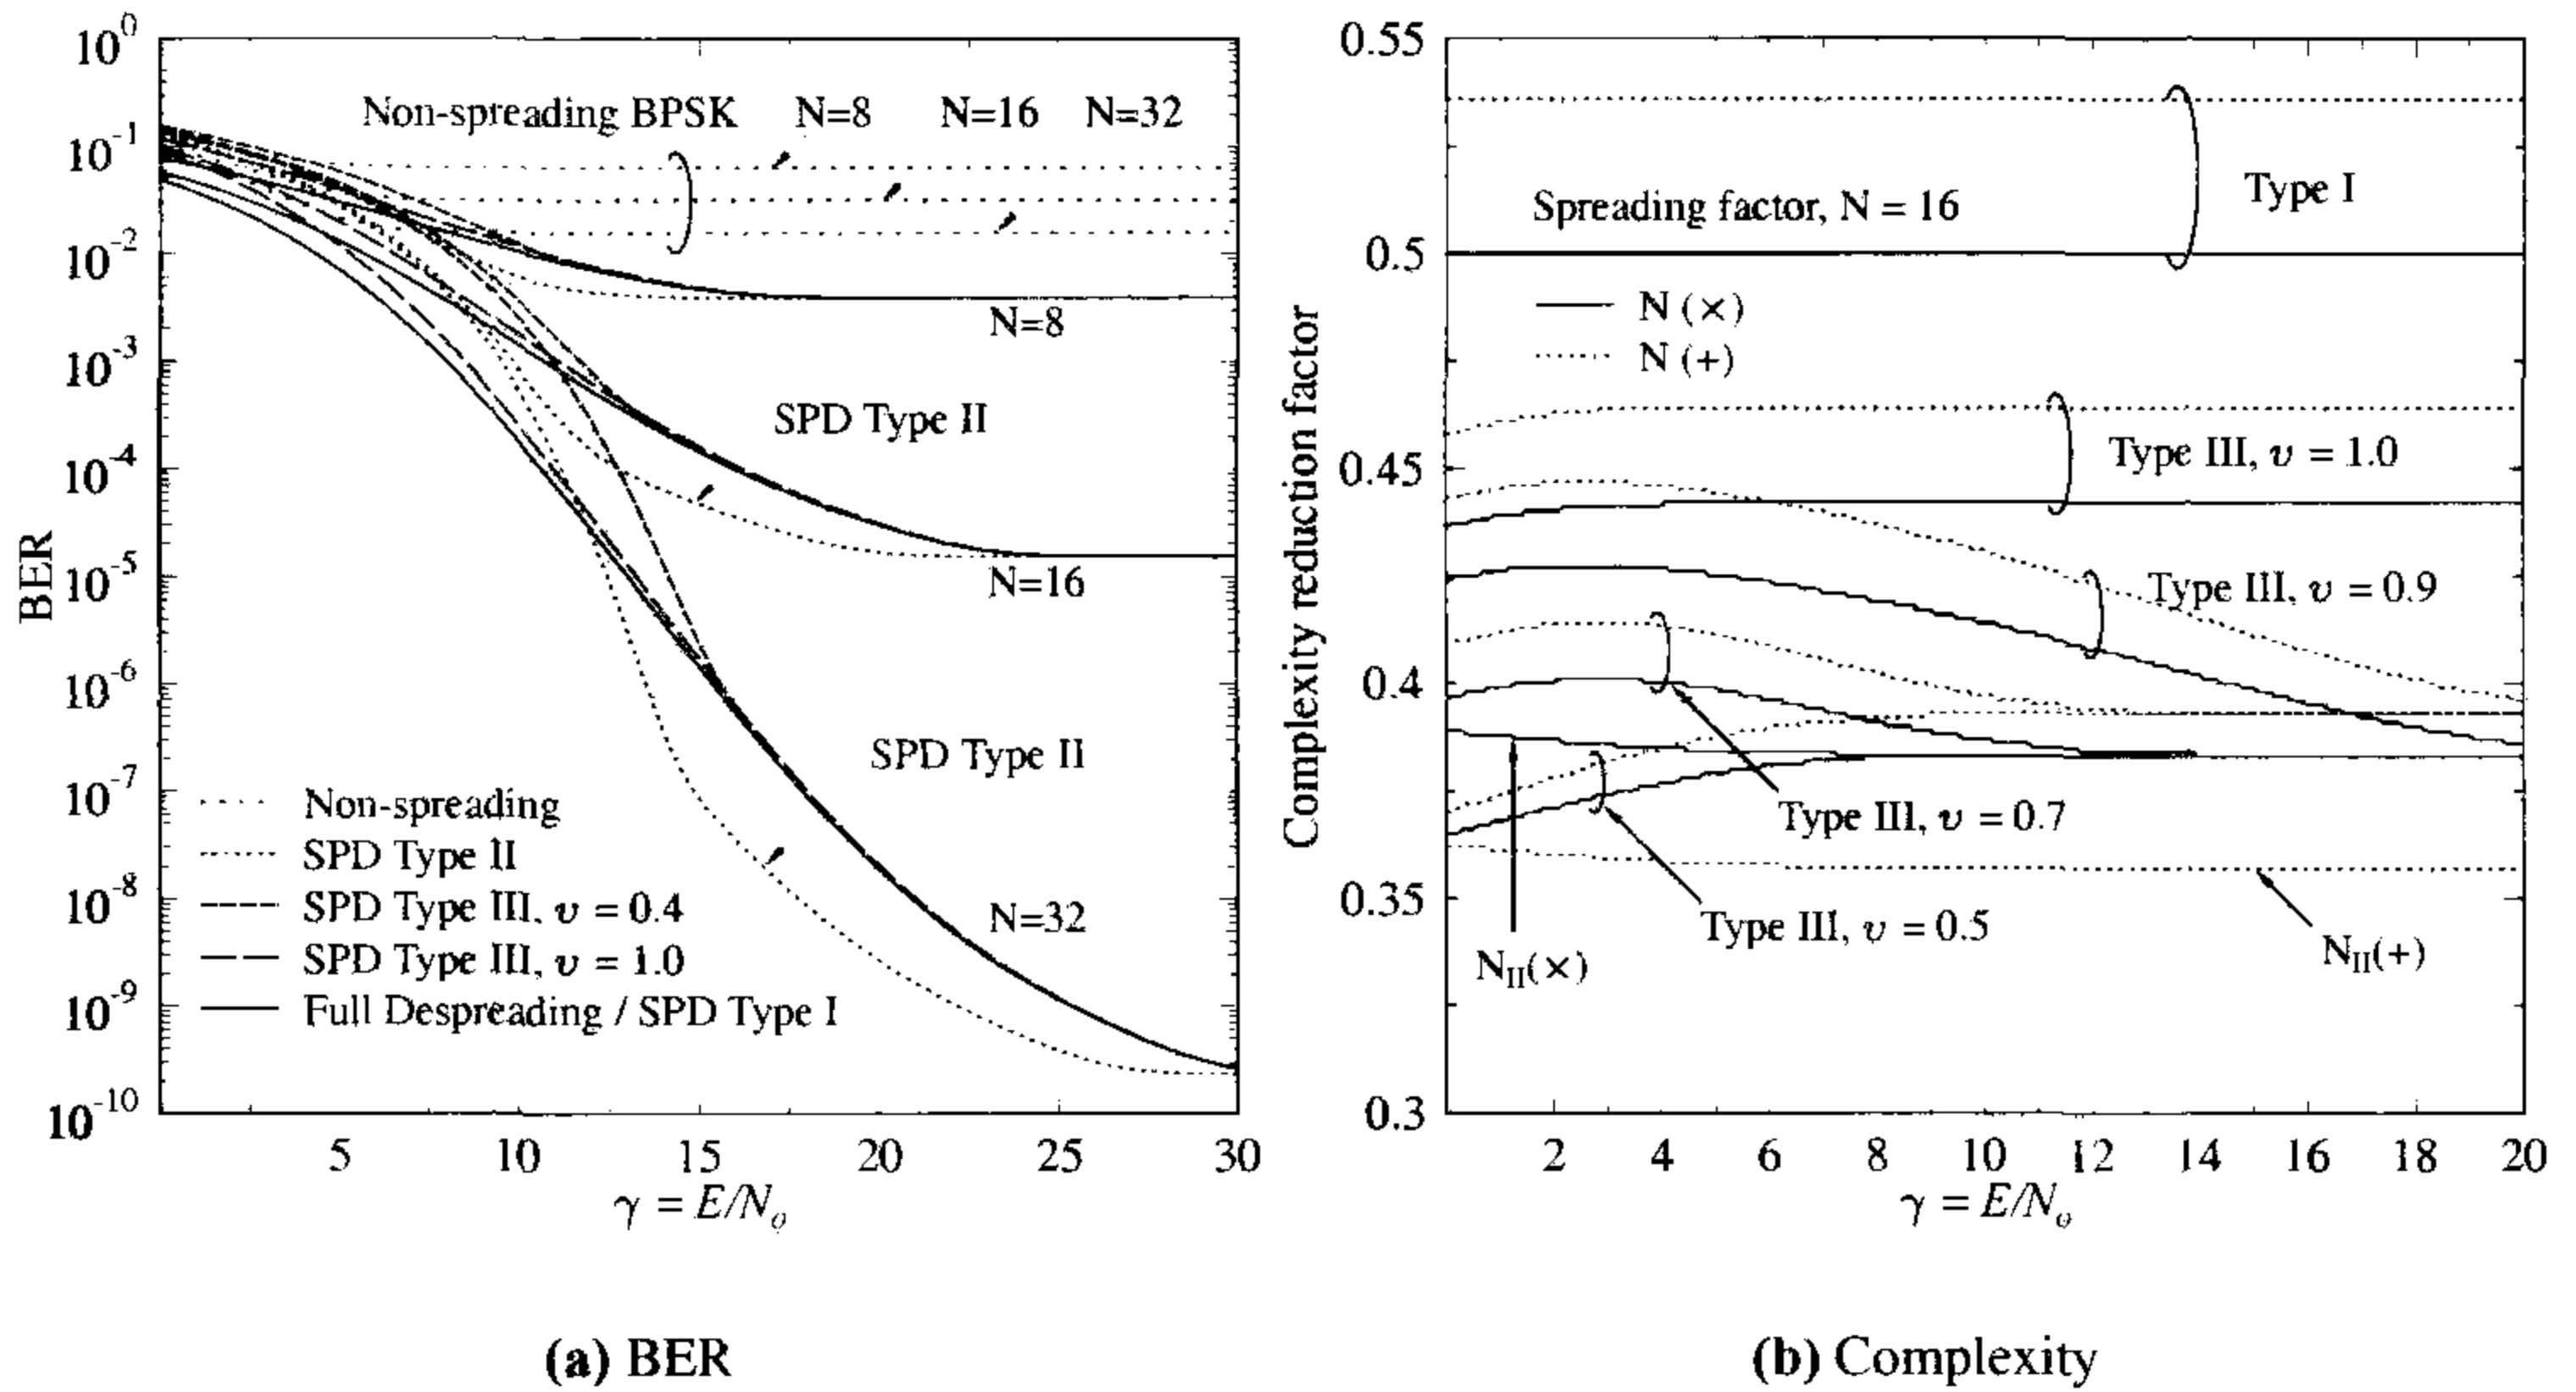 10^0
10^-1
10^-2
10^-3
10^-4
10^-5
10^-6
10^-7
10^-8
10^-9
10^-10
BER
Non-spreading BPSK N=8 N=16 N=32
N=8
SPD Type II
N=16
SPD Type II
N=32
Non-spreading
SPD Type II
SPD Type III, υ = 0.4
SPD Type III, υ = 1.0
Full Despreading / SPD Type I
5 10 15 20 25 30
γ = E/N_o
(a) BER
0.55
0.5
0.45
0.4
0.35
0.3
Complexity reduction factor
Type I
Spreading factor, N = 16
N (×)
N (+)
Type III, υ = 1.0
Type III, υ = 0.9
Type III, υ = 0.7
Type III, υ = 0.5
N_II(×)
N_II(+)
2 4 6 8 10 12 14 16 18 20
γ = E/N_o
(b) Complexity